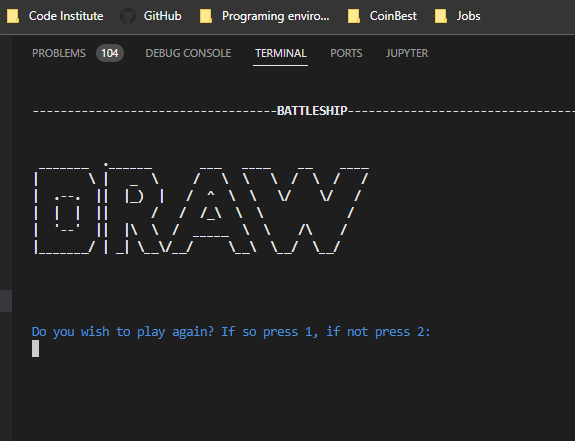 Code Institute GitHub Programing enviro... CoinBest Jobs
PROBLEMS 104 DEBUG CONSOLE TERMINAL PORTS JUPYTER
-----------------------------------BATTLESHIP---------------------------------
DRAW
Do you wish to play again? If so press 1, if not press 2: